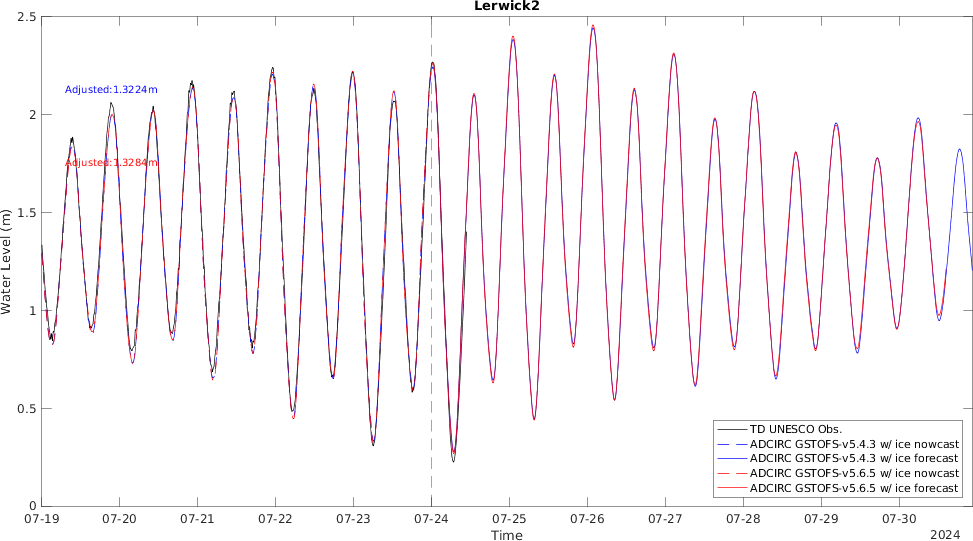 Lerwick2
2.5
2
1.5
1
0.5
0
Water Level (m)
Adjusted:1.3224m
Adjusted:1.3284m
TD UNESCO Obs.
ADCIRC GSTOFS-v5.4.3 w/ ice nowcast
ADCIRC GSTOFS-v5.4.3 w/ ice forecast
ADCIRC GSTOFS-v5.6.5 w/ ice nowcast
ADCIRC GSTOFS-v5.6.5 w/ ice forecast
07-19 07-20 07-21 07-22 07-23 07-24 07-25 07-26 07-27 07-28 07-29 07-30
Time
2024